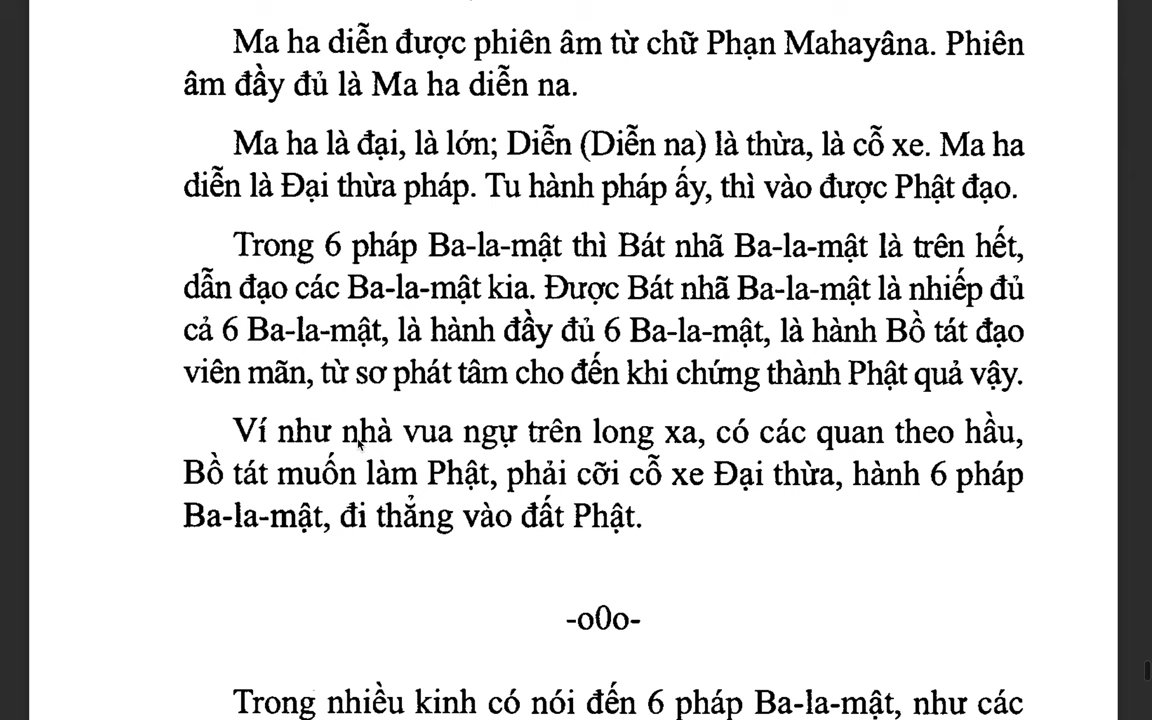 Ma ha diễn được phiên âm từ chữ Phạn Mahayâna. Phiên
âm đầy đủ là Ma ha diễn na.
Ma ha là đại, là lớn; Diễn (Diễn na) là thừa, là cỗ xe. Ma ha
diễn là Đại thừa pháp. Tu hành pháp ấy, thì vào được Phật đạo.
Trong 6 pháp Ba-la-mật thì Bát nhã Ba-la-mật là trên hết,
dẫn đạo các Ba-la-mật kia. Được Bát nhã Ba-la-mật là nhiếp đủ
cả 6 Ba-la-mật, là hành đầy đủ 6 Ba-la-mật, là hành Bồ tát đạo
viên mãn, từ sơ phát tâm cho đến khi chứng thành Phật quả vậy.
Ví như nhà vua ngự trên long xa, có các quan theo hầu,
Bồ tát muốn làm Phật, phải cỡi cỗ xe Đại thừa, hành 6 pháp
Ba-la-mật, đi thẳng vào đất Phật.
-o0o-
Trong nhiều kinh có nói đến 6 pháp Ba-la-mật, như các